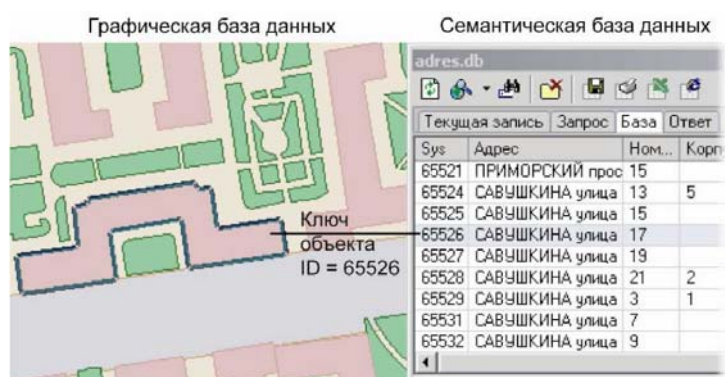 Графическая база данных
Семантическая база данных
adres.db
Текущая запись Запрос База Ответ
Sys Адрес Ном... Корп
65521 ПРИМОРСКИЙ прос 15
65524 САВУШКИНА улица 13 5
65525 САВУШКИНА улица 15
65526 САВУШКИНА улица 17
65527 САВУШКИНА улица 19
65528 САВУШКИНА улица 21 2
65529 САВУШКИНА улица 3 1
65531 САВУШКИНА улица 7
65532 САВУШКИНА улица 9
Ключ
объекта
ID = 65526